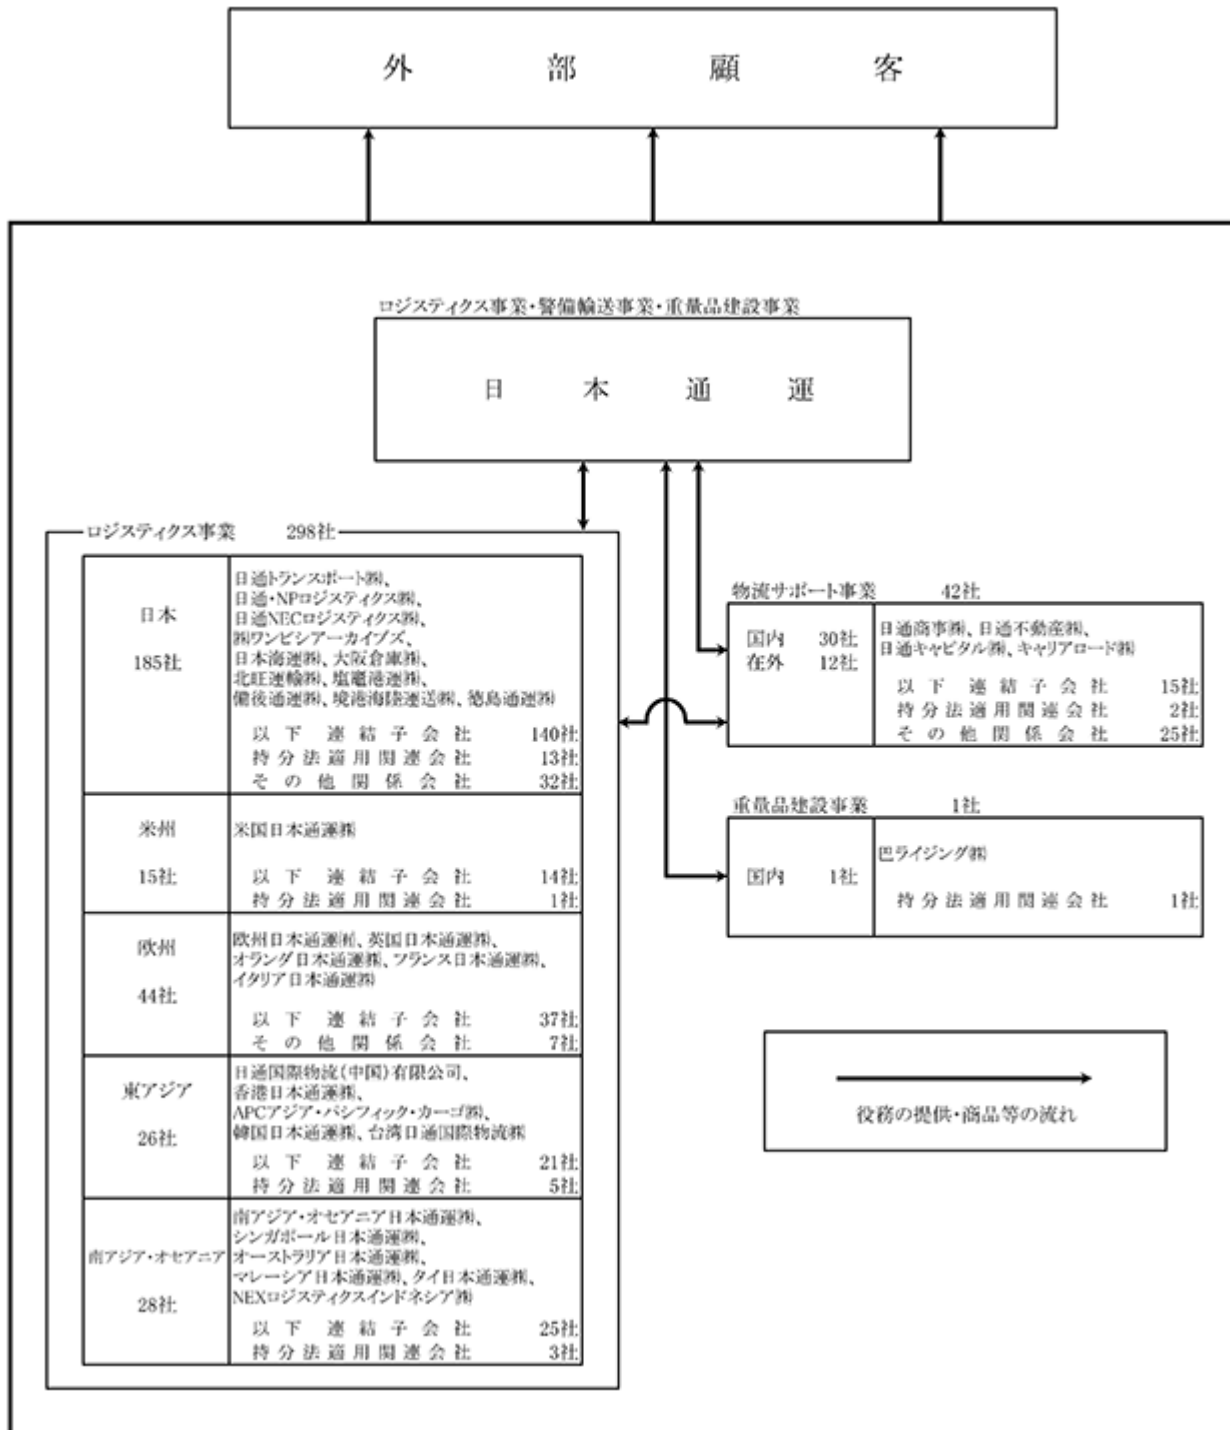 外部顧客
ロジスティクス事業・警備輸送事業・重量品建設事業
日本通運
ロジスティクス事業 298社
日本
185社
日通トランスポート㈱、
日通・NPロジスティクス㈱、
日通NECロジスティクス㈱、
㈱ワンビシアーカイブズ、
日本海運㈱、大阪倉庫㈱、
北旺運輸㈱、塩竈港運㈱、
備後通運㈱、境港海陸運送㈱、徳島通運㈱
以下 連結子会社 140社
持分法適用関連会社 13社
その他関係会社 32社
米州
15社
米国日本通運㈱
以下 連結子会社 14社
持分法適用関連会社 1社
欧州
44社
欧州日本通運㈲、英国日本通運㈱、
オランダ日本通運㈱、フランス日本通運㈱、
イタリア日本通運㈱
以下 連結子会社 37社
その他関係会社 7社
東アジア
26社
日通国際物流(中国)有限公司、
香港日本通運㈱、
APCアジア・パシフィック・カーゴ㈱、
韓国日本通運㈱、台湾日通国際物流㈱
以下 連結子会社 21社
持分法適用関連会社 5社
南アジア・オセアニア
28社
南アジア・オセアニア日本通運㈱、
シンガポール日本通運㈱、
オーストラリア日本通運㈱、
マレーシア日本通運㈱、タイ日本通運㈱、
NEXロジスティクスインドネシア㈱
以下 連結子会社 25社
持分法適用関連会社 3社
物流サポート事業 42社
国内 30社
在外 12社
日通商事㈱、日通不動産㈱、
日通キャピタル㈱、キャリアロード㈱
以下 連結子会社 15社
持分法適用関連会社 2社
その他関係会社 25社
重量品建設事業 1社
国内 1社
巴ライジング㈱
持分法適用関連会社 1社
役務の提供・商品等の流れ